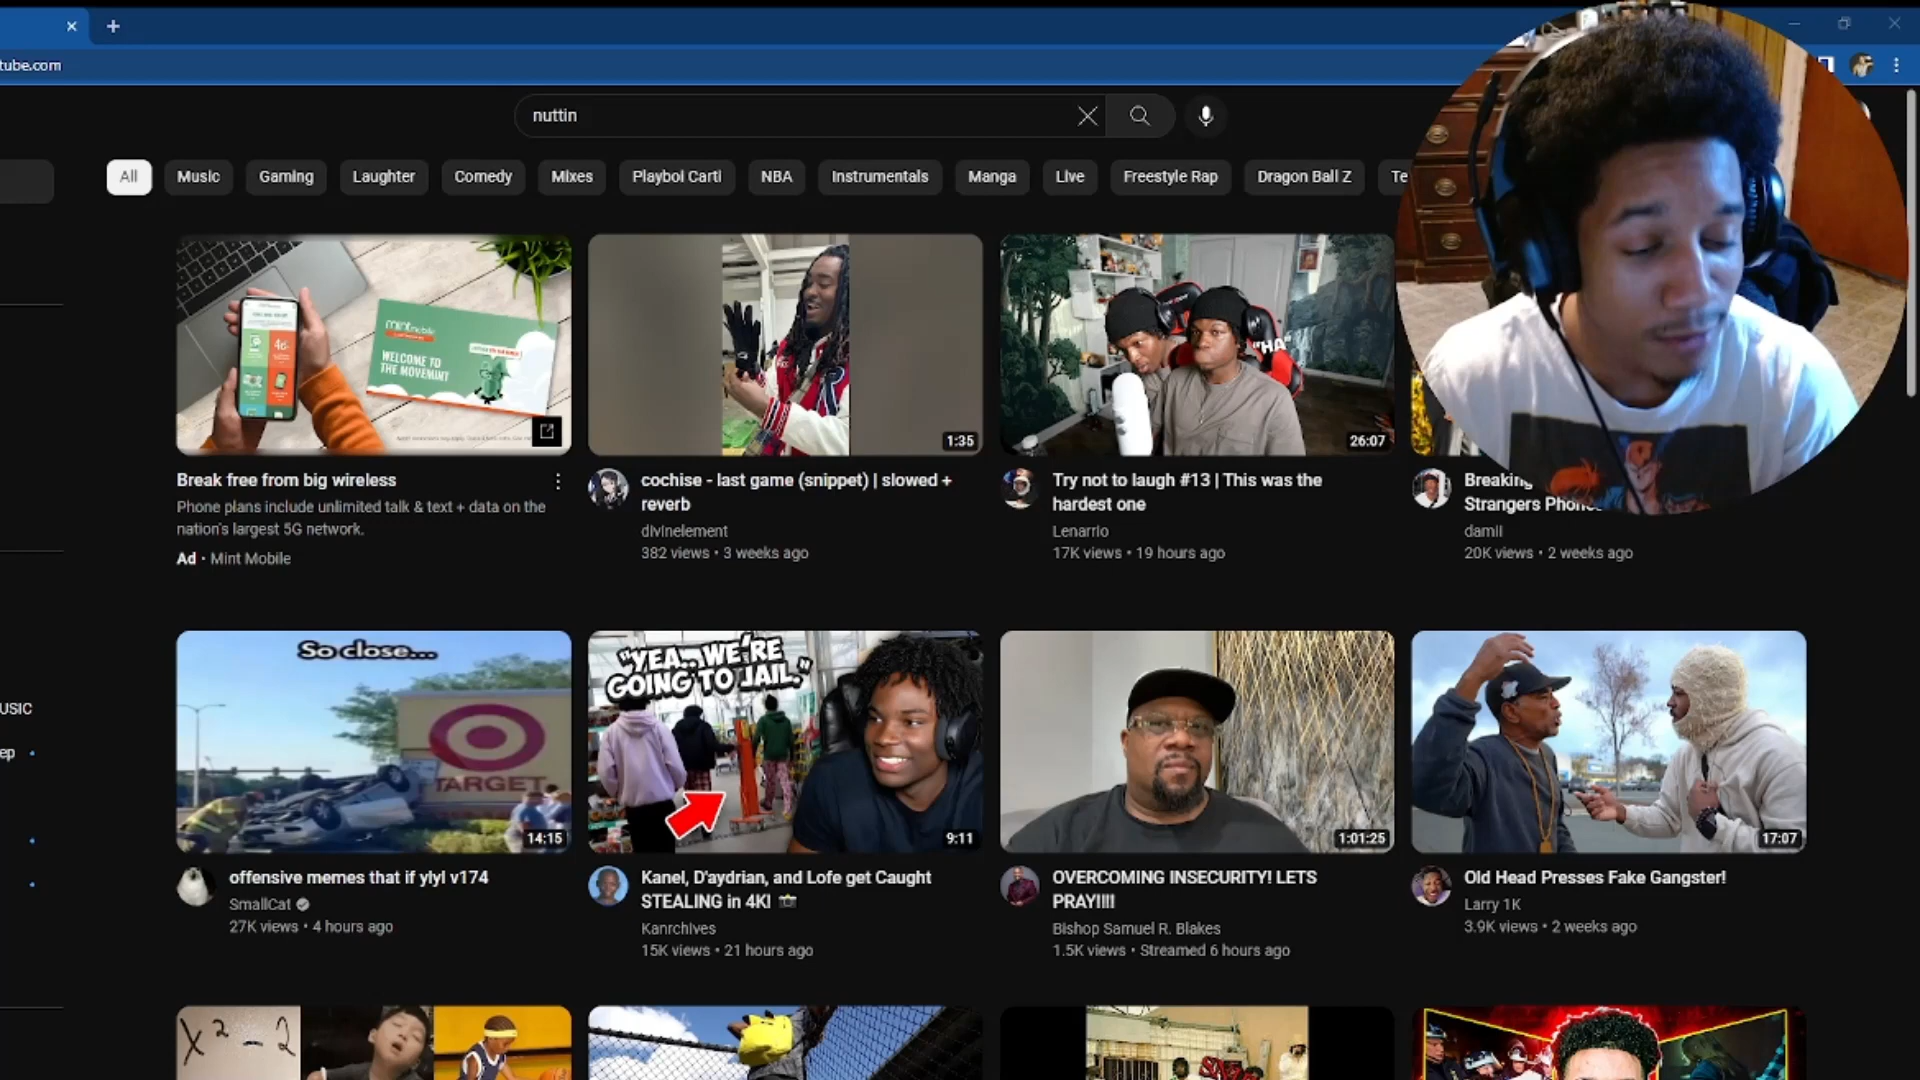 tube.com
nuttin
All
Music
Gaming
Laughter
Comedy
Mixes
Playboi Carti
NBA
Instrumentals
Manga
Live
Freestyle Rap
Dragon Ball Z
Te
mint mobile
WELCOME TO
THE MOVEMINT
1:35
"HA"
26:07
Break free from big wireless
Phone plans include unlimited talk & text + data on the
nation's largest 5G network.
Ad · Mint Mobile
cochise - last game (snippet) | slowed +
reverb
divinelement
382 views • 3 weeks ago
Try not to laugh #13 | This was the
hardest one
Lenarrio
17K views • 19 hours ago
Breaking
Strangers
damii
20K views • 2 weeks ago
So close...
TARGET
14:15
"YEA.. WE'RE
GOING TO JAIL."
9:11
1:01:25
17:07
USIC
ep
offensive memes that if ylyl v174
SmallCat
27K views • 4 hours ago
Kanel, D'aydrian, and Lofe get Caught
STEALING in 4K! 📸
Kanrchives
15K views • 21 hours ago
OVERCOMING INSECURITY! LETS
PRAY!!!!
Bishop Samuel R. Blakes
1.5K views • Streamed 6 hours ago
Old Head Presses Fake Gangster!
Larry 1K
3.9K views • 2 weeks ago
x² - 2